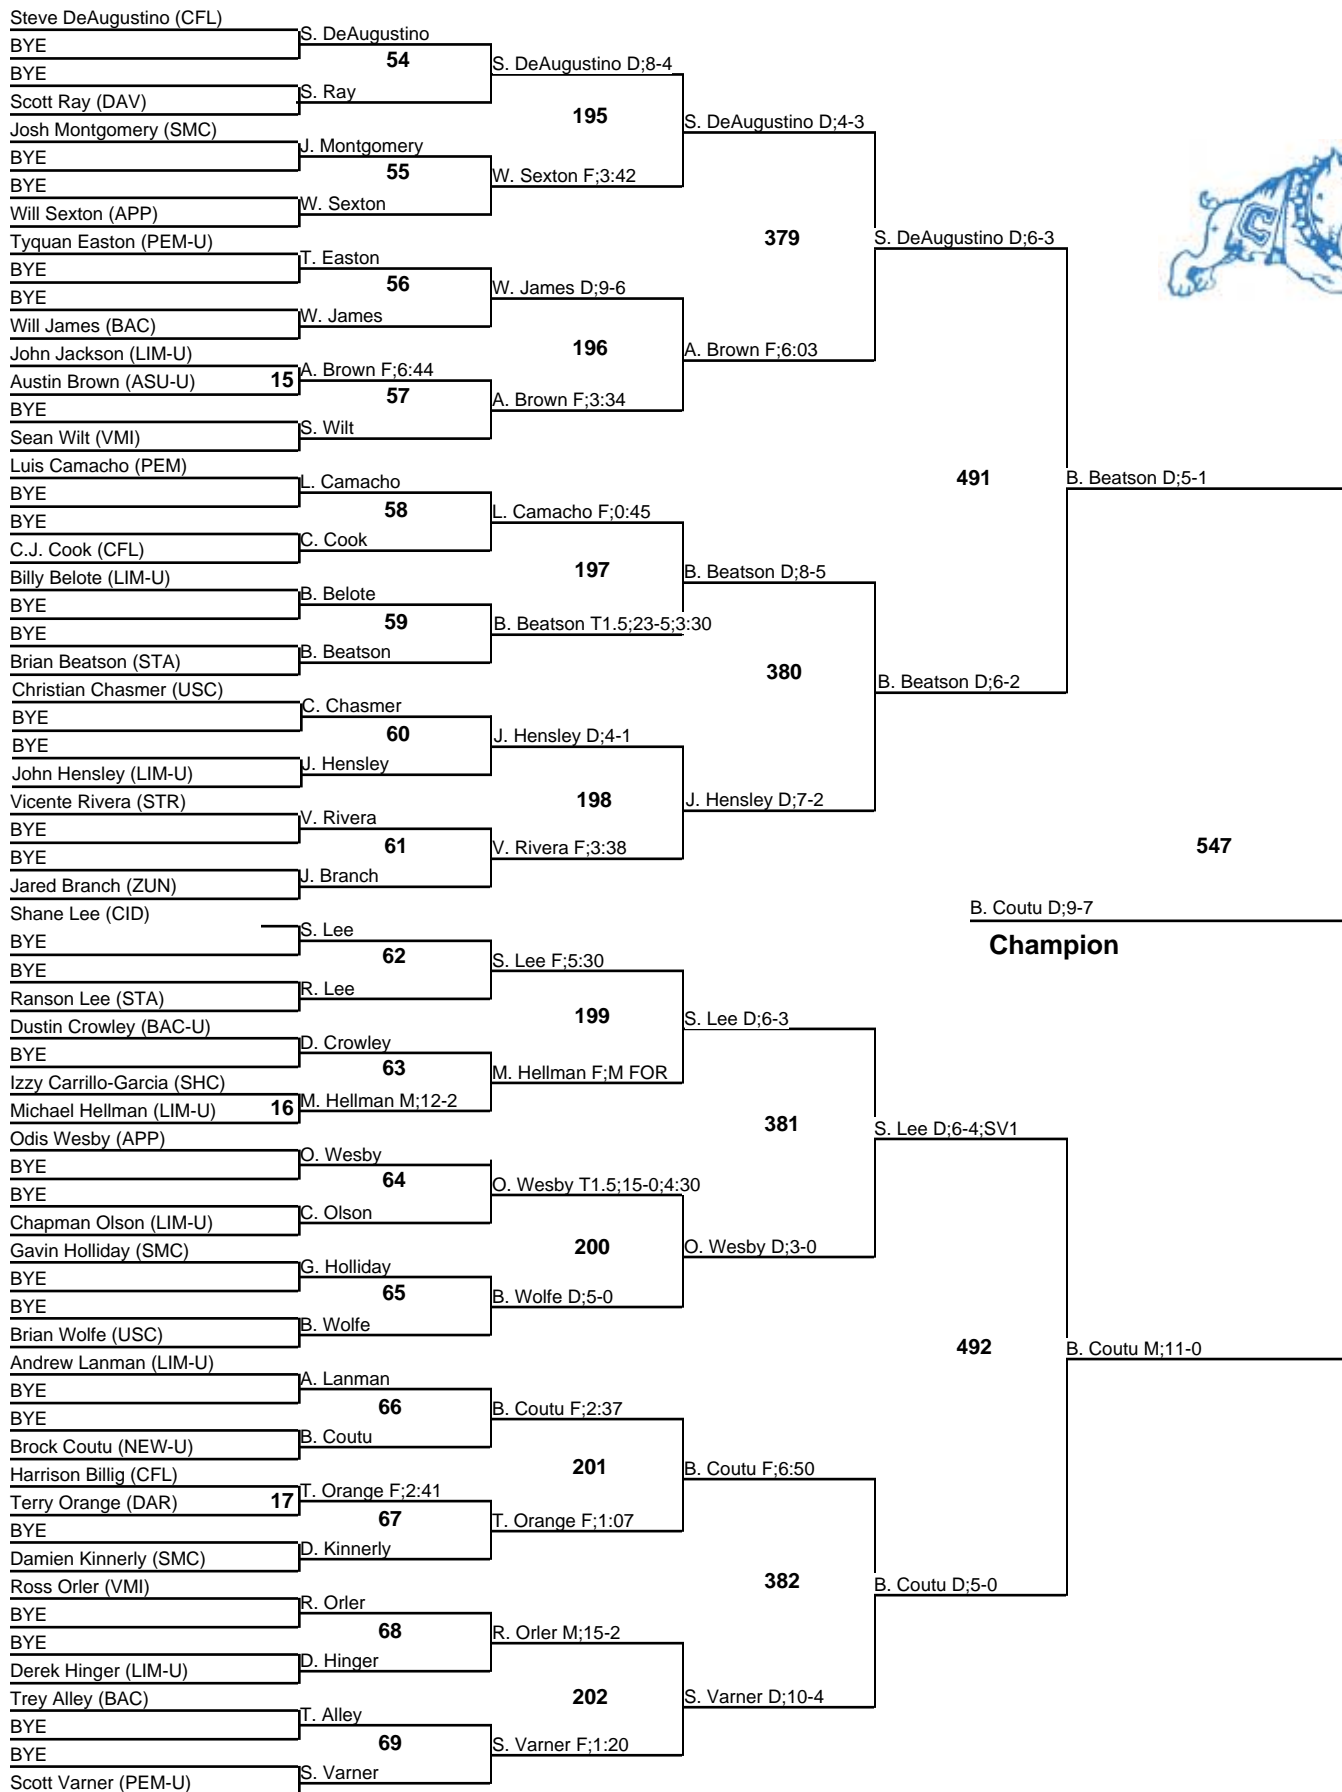 Steve DeAugustino (CFL)
BYE
BYE
Scott Ray (DAV)
Josh Montgomery (SMC)
BYE
BYE
Will Sexton (APP)
Tyquan Easton (PEM-U)
BYE
BYE
Will James (BAC)
John Jackson (LIM-U)
Austin Brown (ASU-U) 15
BYE
Sean Wilt (VMI)
Luis Camacho (PEM)
BYE
BYE
C.J. Cook (CFL)
Billy Belote (LIM-U)
BYE
BYE
Brian Beatson (STA)
Christian Chasmer (USC)
BYE
BYE
John Hensley (LIM-U)
Vicente Rivera (STR)
BYE
BYE
Jared Branch (ZUN)
Shane Lee (CID)
BYE
BYE
Ranson Lee (STA)
Dustin Crowley (BAC-U)
BYE
Izzy Carrillo-Garcia (SHC)
Michael Hellman (LIM-U) 16
Odis Wesby (APP)
BYE
BYE
Chapman Olson (LIM-U)
Gavin Holliday (SMC)
BYE
BYE
Brian Wolfe (USC)
Andrew Lanman (LIM-U)
BYE
BYE
Brock Coutu (NEW-U)
Harrison Billig (CFL)
Terry Orange (DAR) 17
BYE
Damien Kinnerly (SMC)
Ross Orler (VMI)
BYE
BYE
Derek Hinger (LIM-U)
Trey Alley (BAC)
BYE
BYE
Scott Varner (PEM-U)
S. DeAugustino
54
S. Ray
J. Montgomery
55
W. Sexton
T. Easton
56
W. James
A. Brown F;6:44
57
S. Wilt
L. Camacho
58
C. Cook
B. Belote
59
B. Beatson
C. Chasmer
60
J. Hensley
V. Rivera
61
J. Branch
S. Lee
62
R. Lee
D. Crowley
63
M. Hellman M;12-2
O. Wesby
64
C. Olson
G. Holliday
65
B. Wolfe
A. Lanman
66
B. Coutu
T. Orange F;2:41
67
D. Kinnerly
R. Orler
68
D. Hinger
T. Alley
69
S. Varner
S. DeAugustino D;8-4
195
W. Sexton F;3:42
W. James D;9-6
196
A. Brown F;3:34
L. Camacho F;0:45
197
B. Beatson T1.5;23-5;3:30
J. Hensley D;4-1
198
V. Rivera F;3:38
S. Lee F;5:30
199
M. Hellman F;M FOR
O. Wesby T1.5;15-0;4:30
200
B. Wolfe D;5-0
B. Coutu F;2:37
201
T. Orange F;1:07
R. Orler M;15-2
202
S. Varner F;1:20
S. DeAugustino D;4-3
379
A. Brown F;6:03
B. Beatson D;8-5
380
J. Hensley D;7-2
S. Lee D;6-3
381
O. Wesby D;3-0
B. Coutu F;6:50
382
S. Varner D;10-4
S. DeAugustino D;6-3
491
B. Beatson D;6-2
S. Lee D;6-4;SV1
492
B. Coutu D;5-0
C
B. Beatson D;5-1
547
B. Coutu M;11-0
B. Coutu D;9-7
Champion